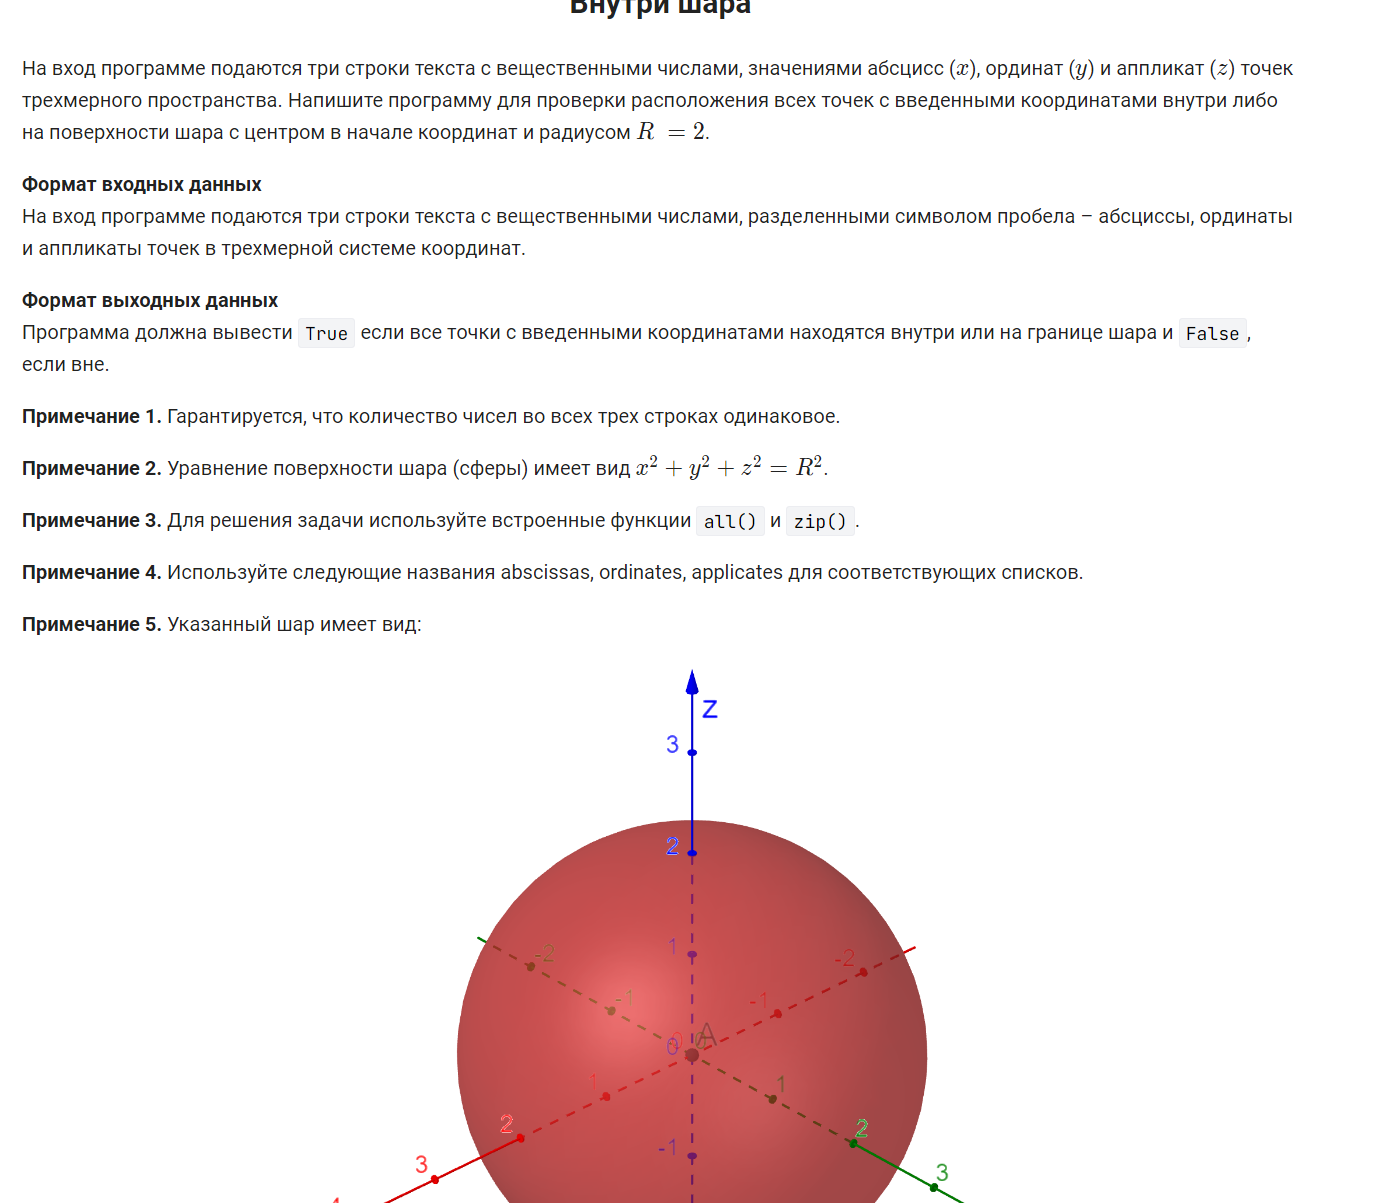 Внутри шара
На вход программе подаются три строки текста с вещественными числами, значениями абсцисс (x), ординат (y) и аппликат (z) точек
трехмерного пространства. Напишите программу для проверки расположения всех точек с введенными координатами внутри либо
на поверхности шара с центром в начале координат и радиусом R = 2.
Формат входных данных
На вход программе подаются три строки текста с вещественными числами, разделенными символом пробела – абсциссы, ординаты
и аппликаты точек в трехмерной системе координат.
Формат выходных данных
Программа должна вывести True если все точки с введенными координатами находятся внутри или на границе шара и False,
если вне.
Примечание 1. Гарантируется, что количество чисел во всех трех строках одинаковое.
Примечание 2. Уравнение поверхности шара (сферы) имеет вид x² + y² + z² = R².
Примечание 3. Для решения задачи используйте встроенные функции all() и zip().
Примечание 4. Используйте следующие названия abscissas, ordinates, applicates для соответствующих списков.
Примечание 5. Указанный шар имеет вид:
z
3
2
1
-2
-2
-1
-1
0
A
1
1
2
2
-1
3
3